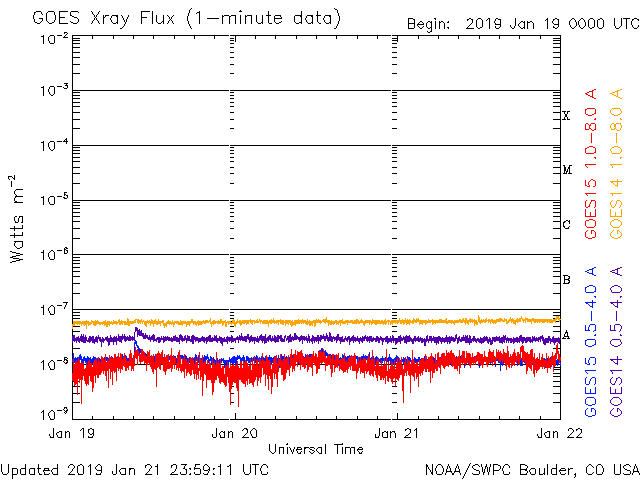 GOES Xray Flux (1-minute data)
Begin: 2019 Jan 19 0000 UTC
10⁻²
10⁻³
10⁻⁴
10⁻⁵
10⁻⁶
10⁻⁷
10⁻⁸
10⁻⁹
Watts m⁻²
X
M
C
B
A
GOES15 1.0-8.0 A
GOES14 1.0-8.0 A
GOES15 0.5-4.0 A
GOES14 0.5-4.0 A
Jan 19
Jan 20
Jan 21
Jan 22
Universal Time
Updated 2019 Jan 21 23:59:11 UTC
NOAA/SWPC Boulder, CO USA